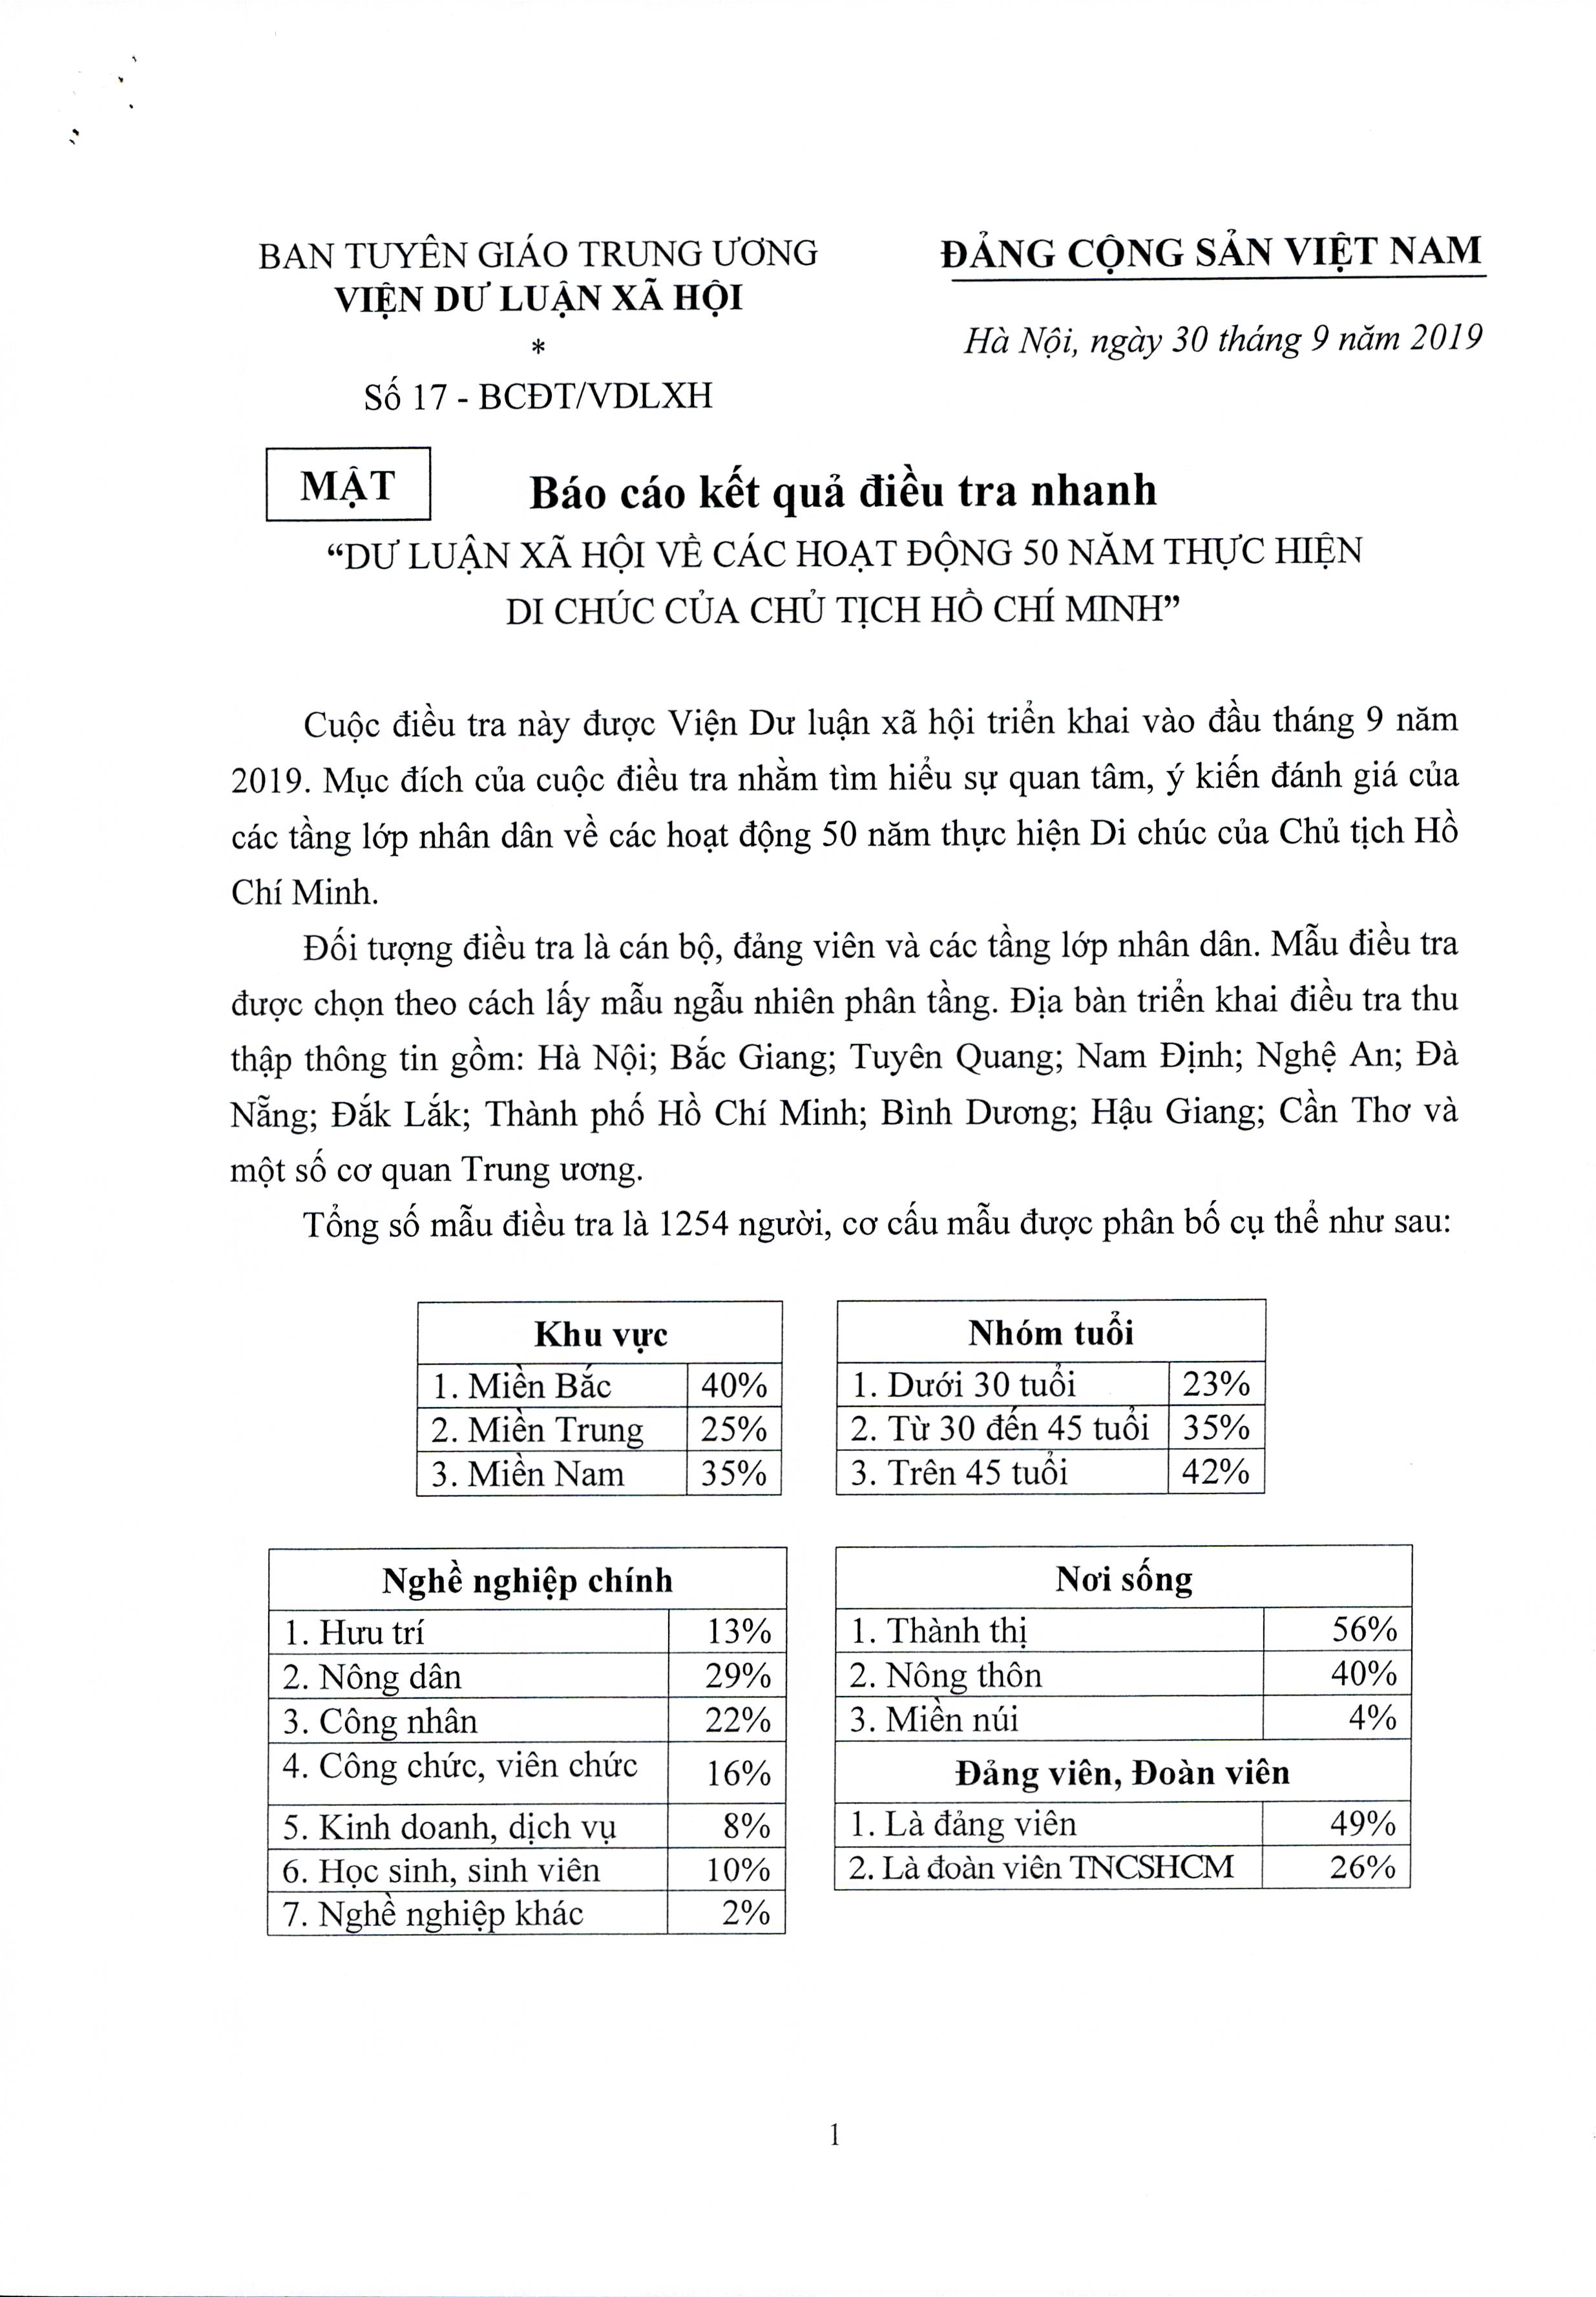 BAN TUYÊN GIÁO TRUNG ƯƠNG
VIỆN DƯ LUẬN XÃ HỘI
*
Số 17 - BCĐT/VDLXH
ĐẢNG CỘNG SẢN VIỆT NAM
Hà Nội, ngày 30 tháng 9 năm 2019
MẬT
Báo cáo kết quả điều tra nhanh
“DƯ LUẬN XÃ HỘI VỀ CÁC HOẠT ĐỘNG 50 NĂM THỰC HIỆN
DI CHÚC CỦA CHỦ TỊCH HỒ CHÍ MINH”
Cuộc điều tra này được Viện Dư luận xã hội triển khai vào đầu tháng 9 năm
2019. Mục đích của cuộc điều tra nhằm tìm hiểu sự quan tâm, ý kiến đánh giá của
các tầng lớp nhân dân về các hoạt động 50 năm thực hiện Di chúc của Chủ tịch Hồ
Chí Minh.
Đối tượng điều tra là cán bộ, đảng viên và các tầng lớp nhân dân. Mẫu điều tra
được chọn theo cách lấy mẫu ngẫu nhiên phân tầng. Địa bàn triển khai điều tra thu
thập thông tin gồm: Hà Nội; Bắc Giang; Tuyên Quang; Nam Định; Nghệ An; Đà
Nẵng; Đắk Lắk; Thành phố Hồ Chí Minh; Bình Dương; Hậu Giang; Cần Thơ và
một số cơ quan Trung ương.
Tổng số mẫu điều tra là 1254 người, cơ cấu mẫu được phân bố cụ thể như sau:
Khu vực
1. Miền Bắc 40%
2. Miền Trung 25%
3. Miền Nam 35%
Nhóm tuổi
1. Dưới 30 tuổi 23%
2. Từ 30 đến 45 tuổi 35%
3. Trên 45 tuổi 42%
Nghề nghiệp chính
1. Hưu trí 13%
2. Nông dân 29%
3. Công nhân 22%
4. Công chức, viên chức 16%
5. Kinh doanh, dịch vụ 8%
6. Học sinh, sinh viên 10%
7. Nghề nghiệp khác 2%
Nơi sống
1. Thành thị 56%
2. Nông thôn 40%
3. Miền núi 4%
Đảng viên, Đoàn viên
1. Là đảng viên 49%
2. Là đoàn viên TNCSHCM 26%
1